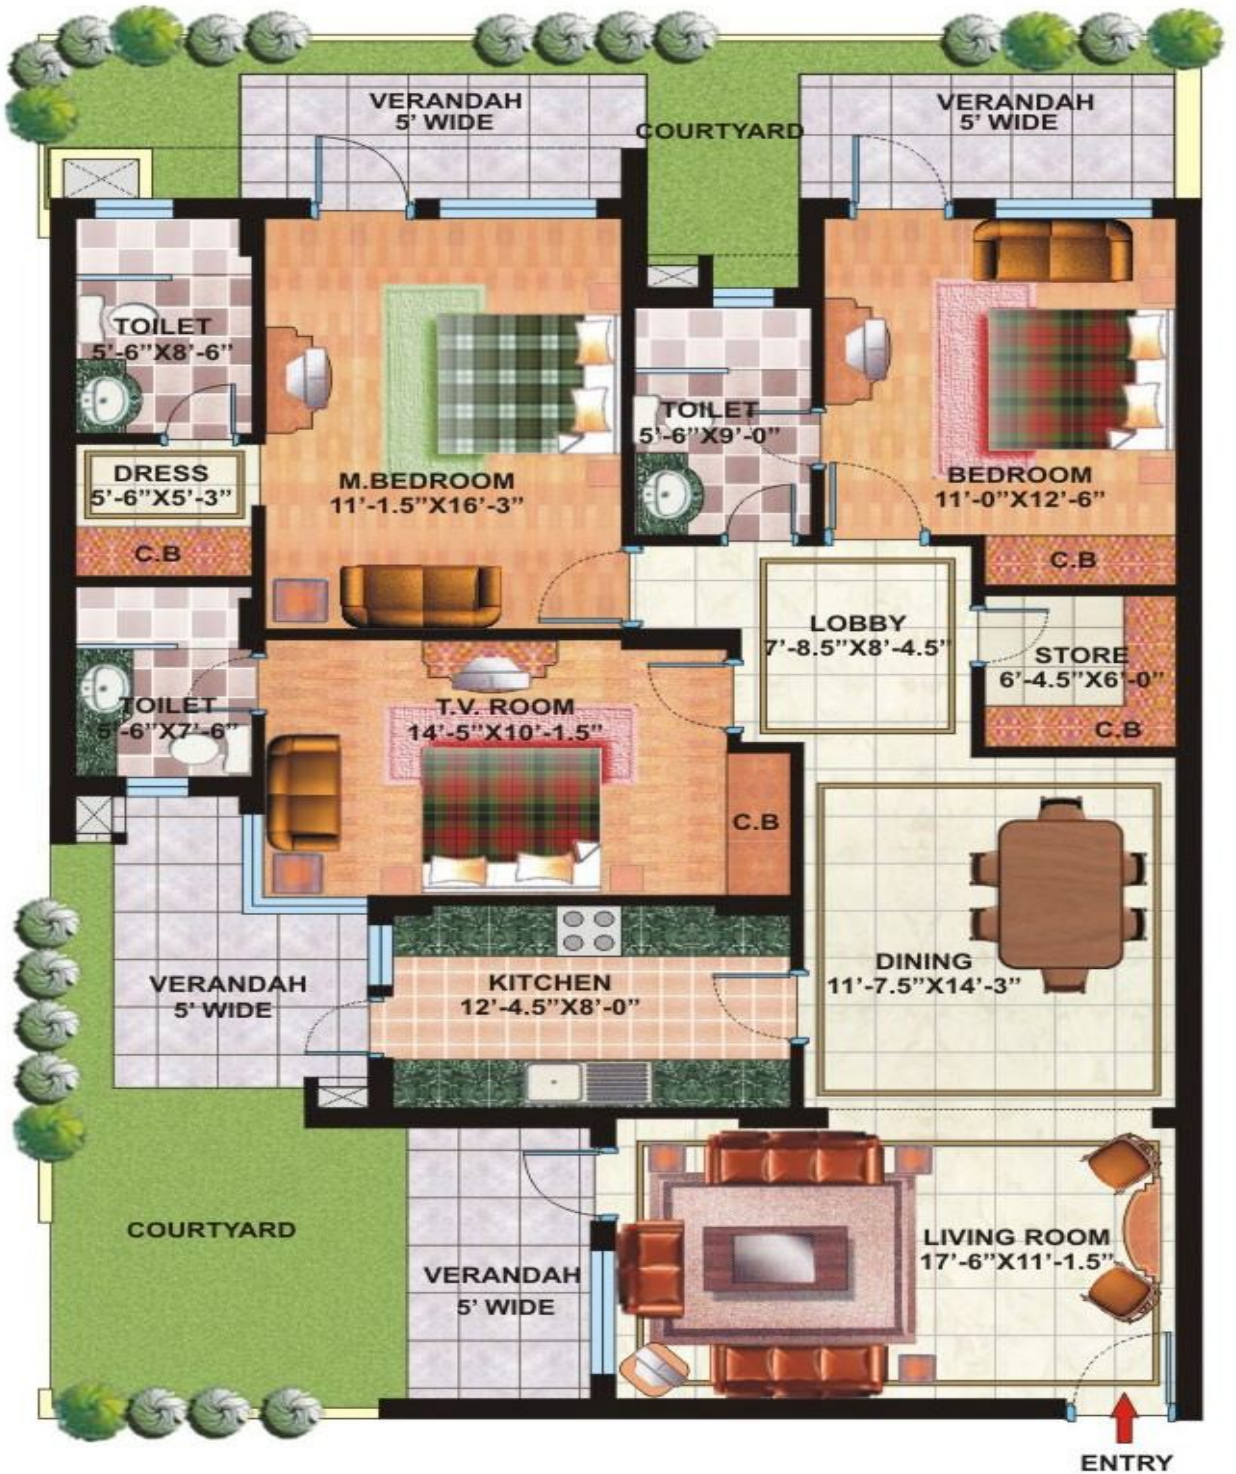 VERANDAH
5' WIDE
COURTYARD
VERANDAH
5' WIDE
TOILET
5'-6"X8'-6"
DRESS
5'-6"X5'-3"
C.B
M.BEDROOM
11'-1.5"X16'-3"
TOILET
5'-6"X9'-0"
BEDROOM
11'-0"X12'-6"
C.B
LOBBY
7'-8.5"X8'-4.5"
STORE
6'-4.5"X6'-0"
C.B
TOILET
5'-6"X7'-6"
T.V. ROOM
14'-5"X10'-1.5"
C.B
VERANDAH
5' WIDE
KITCHEN
12'-4.5"X8'-0"
DINING
11'-7.5"X14'-3"
COURTYARD
VERANDAH
5' WIDE
LIVING ROOM
17'-6"X11'-1.5"
ENTRY